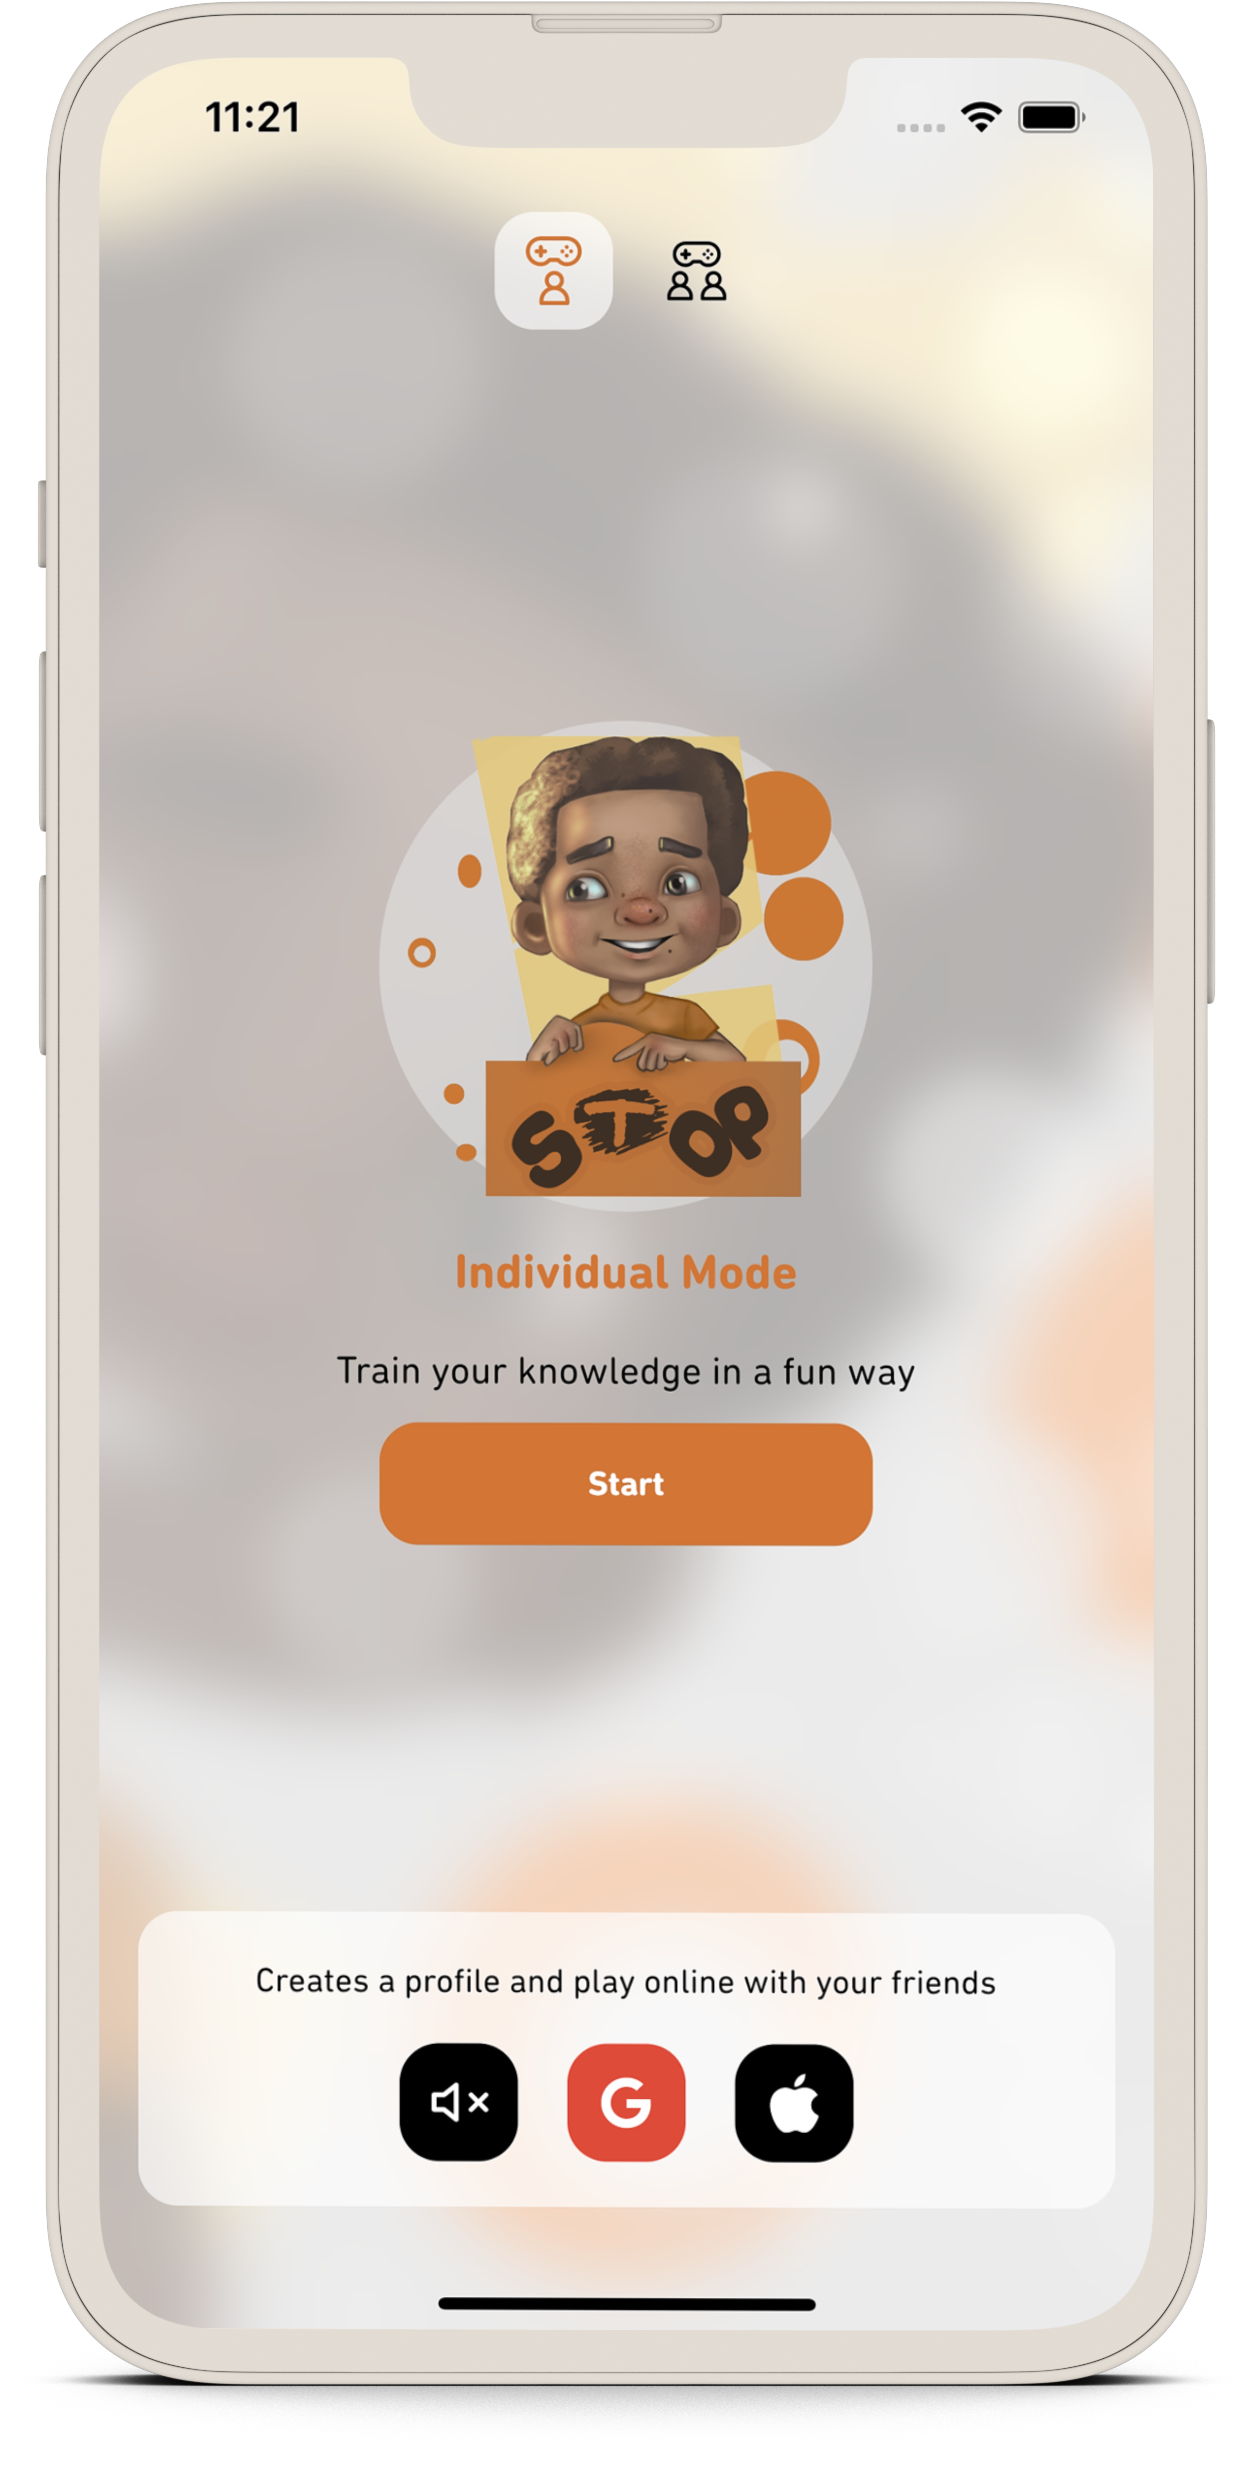 11:21
STOP
Individual Mode
Train your knowledge in a fun way
Start
Creates a profile and play online with your friends
G